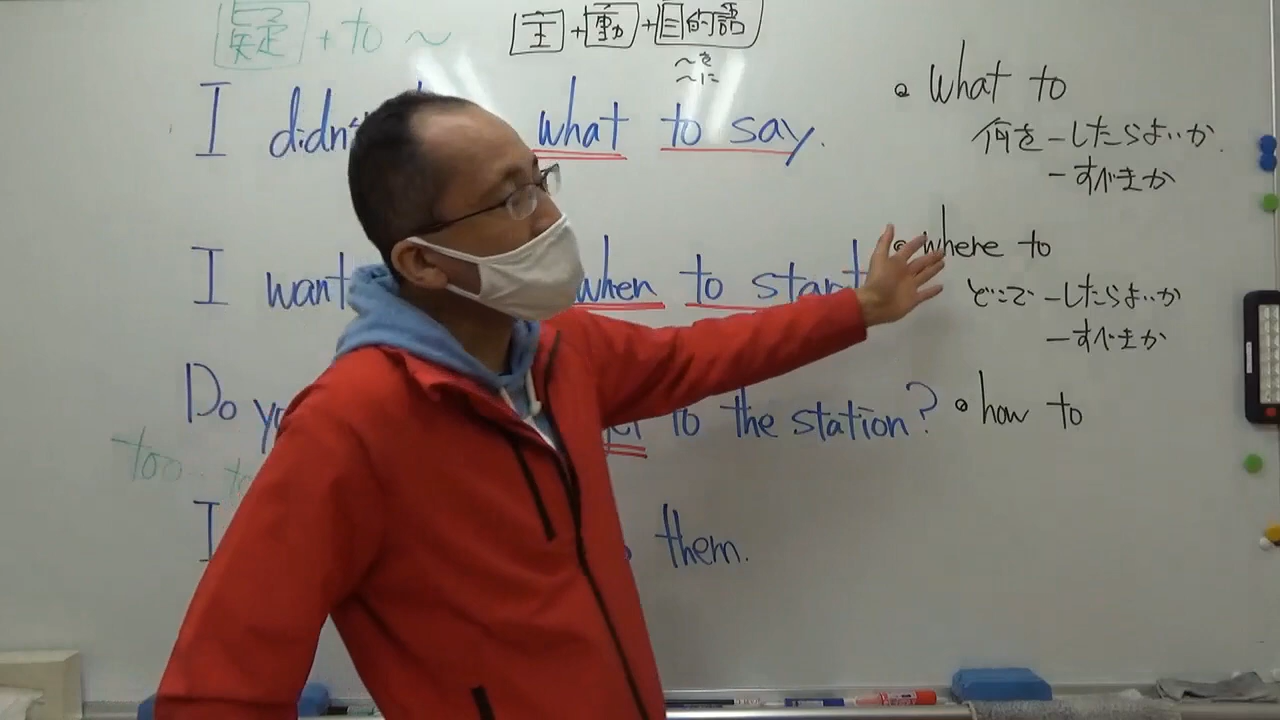 疑 + to ～
主 + 動 + 目的語
～を
～に
I didn't what to say.
I want when to start
Do to the station?
too to
I them.
• what to
何を ーしたらよいか.
ーすべきか
• where to
どこで ーしたらよいか
ーすべきか
• how to